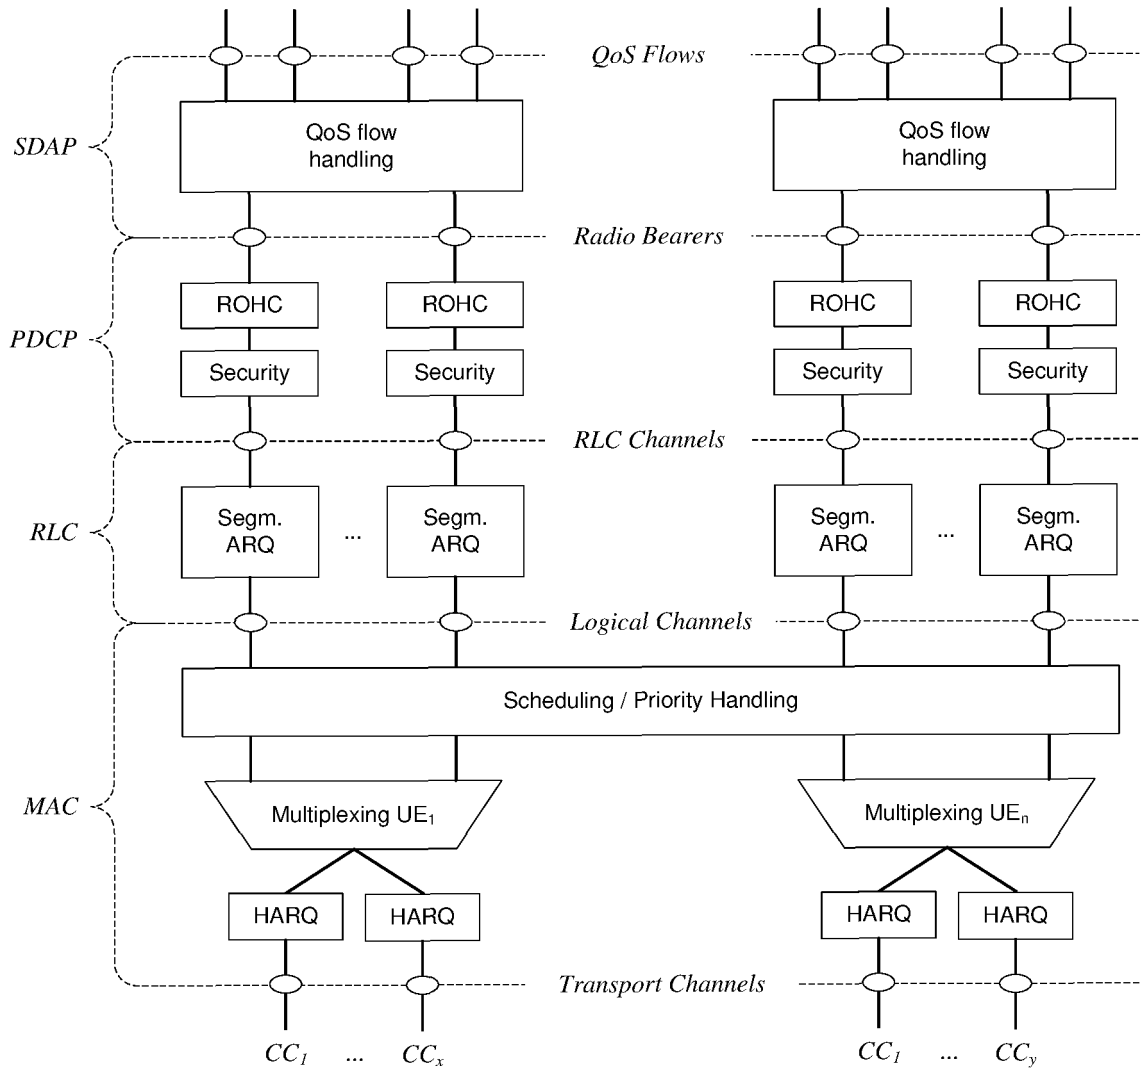 QoS Flows
SDAP
QoS flow
handling
QoS flow
handling
Radio Bearers
PDCP
ROHC
ROHC
ROHC
ROHC
Security
Security
Security
Security
RLC Channels
RLC
Segm.
ARQ
...
Segm.
ARQ
Segm.
ARQ
...
Segm.
ARQ
Logical Channels
MAC
Scheduling / Priority Handling
Multiplexing UE1
Multiplexing UEn
HARQ
HARQ
HARQ
HARQ
Transport Channels
CC1 ... CCx
CC1 ... CCy